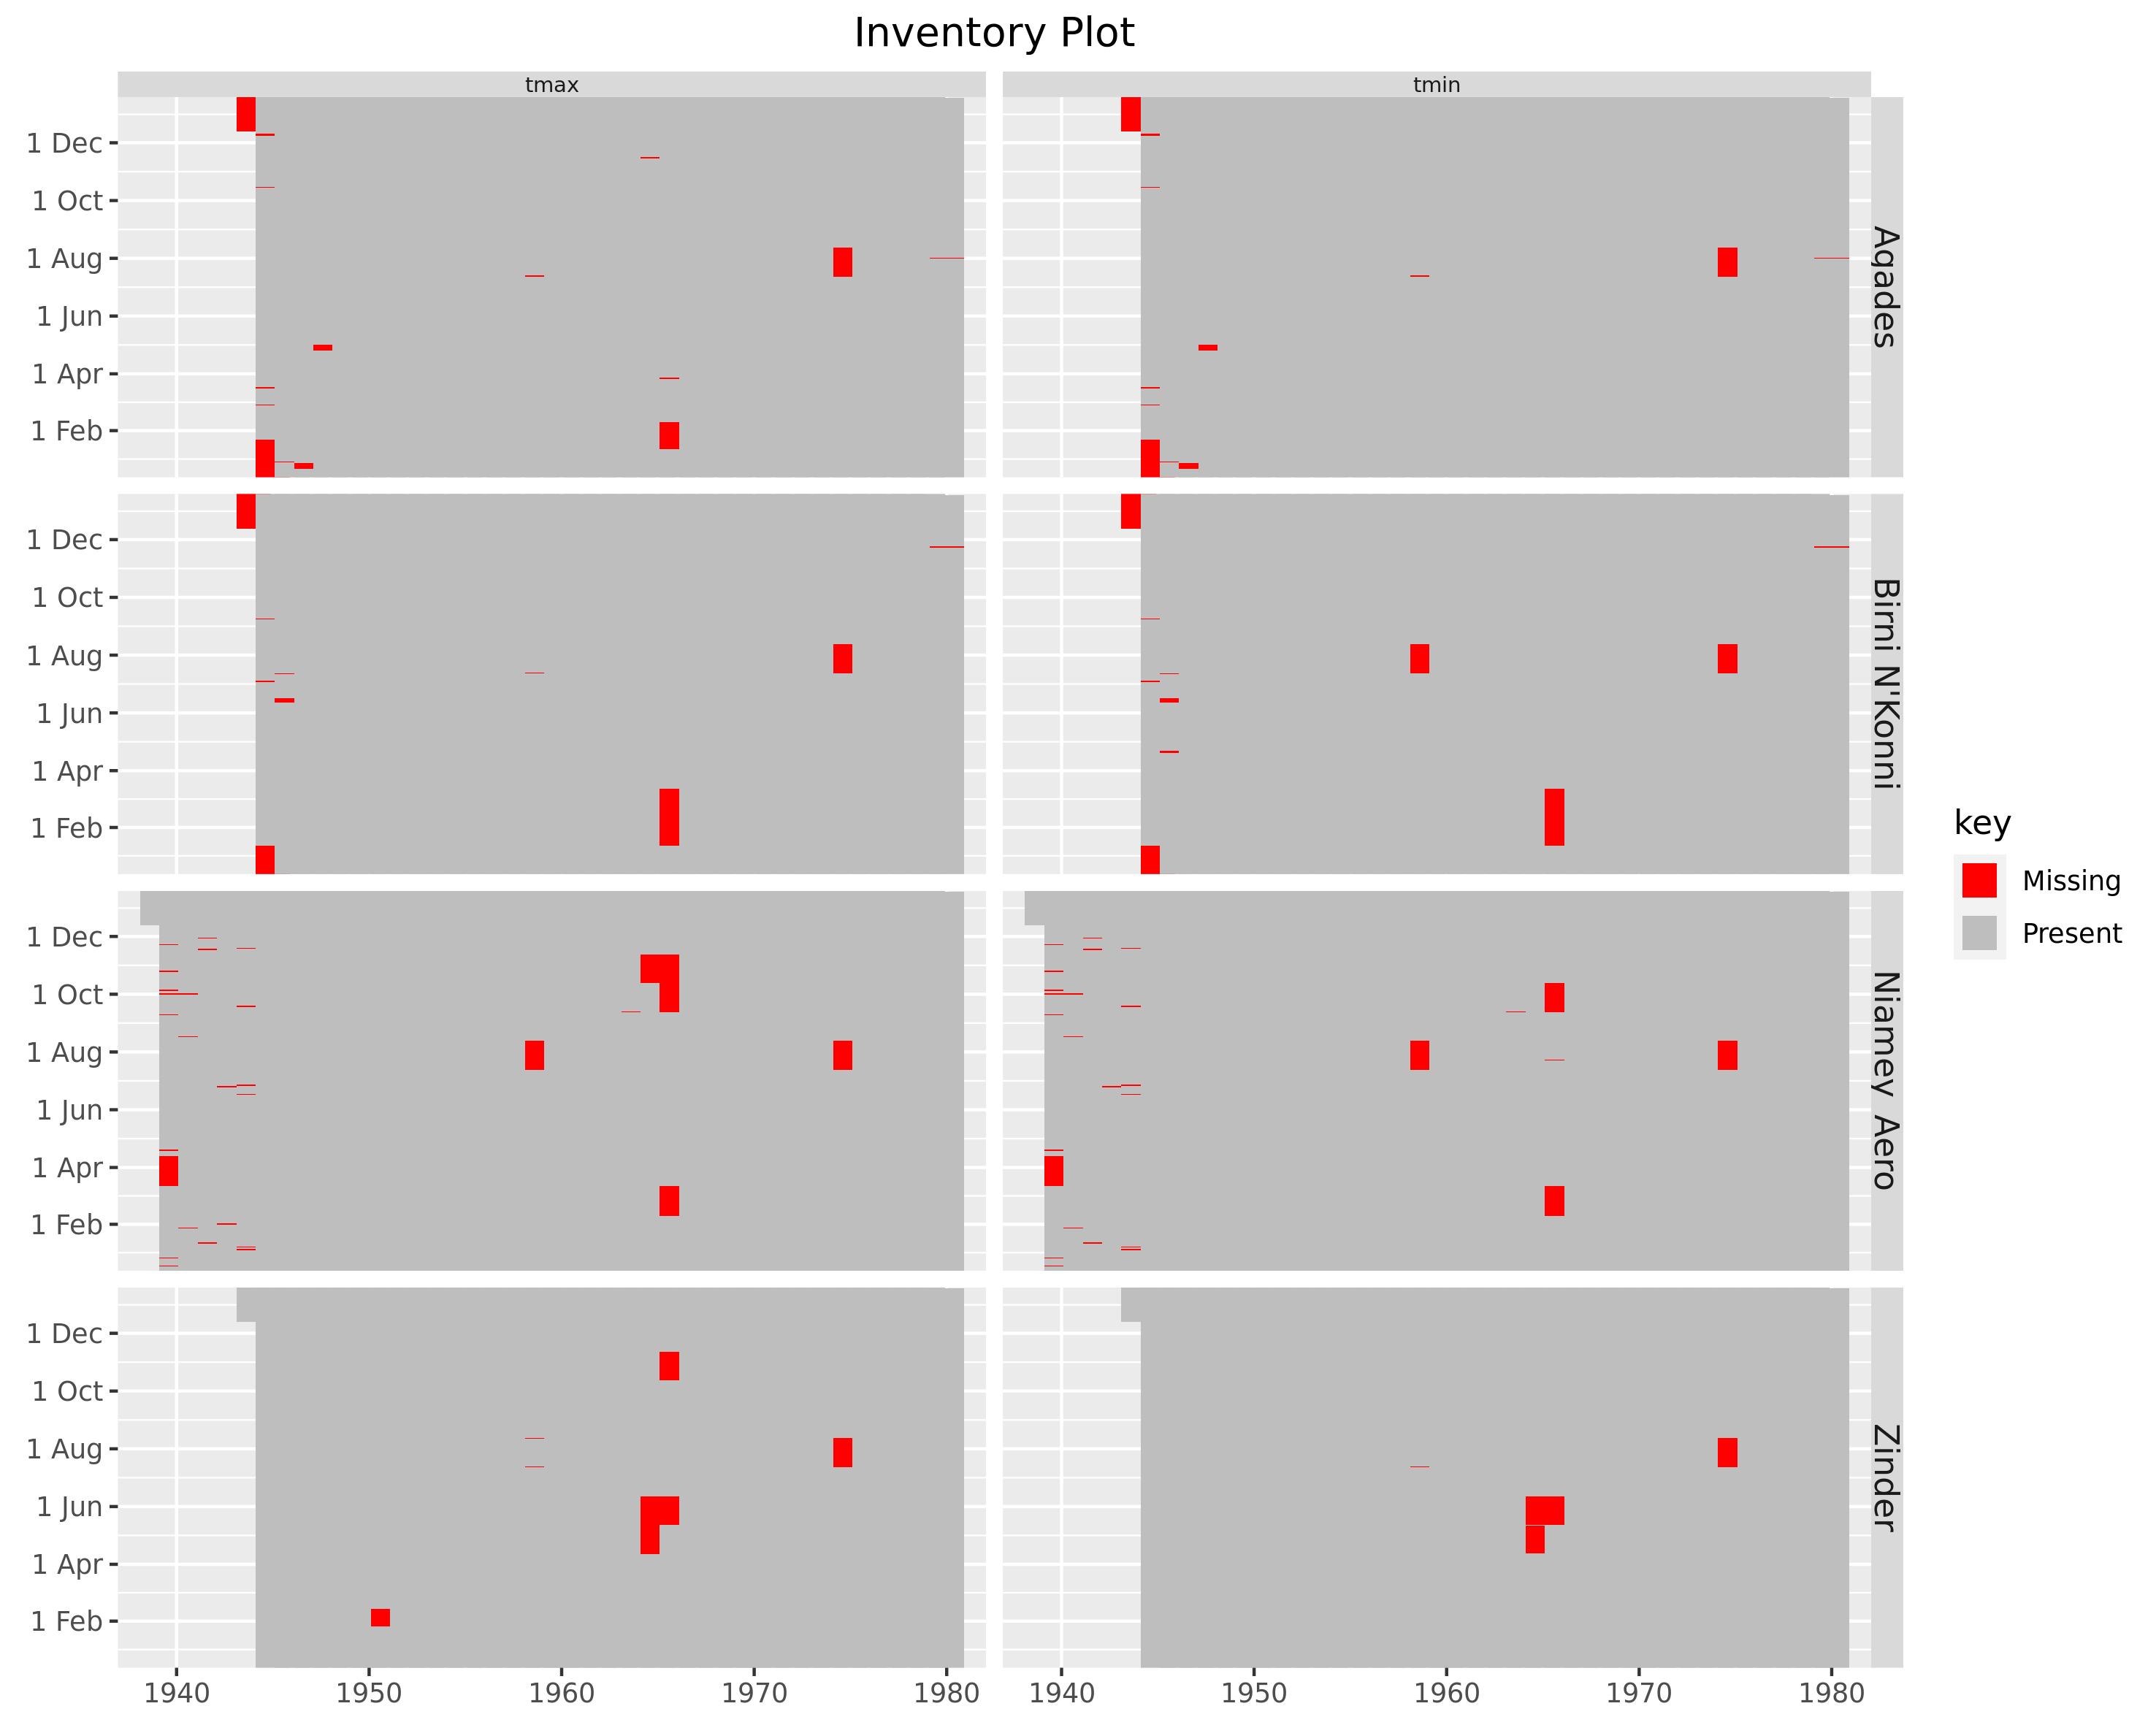 Inventory Plot
tmax
tmin
1 Dec
1 Oct
1 Aug
1 Jun
1 Apr
1 Feb
Agades
1 Dec
1 Oct
1 Aug
1 Jun
1 Apr
1 Feb
Birni N'Konni
1 Dec
1 Oct
1 Aug
1 Jun
1 Apr
1 Feb
Niamey Aero
1 Dec
1 Oct
1 Aug
1 Jun
1 Apr
1 Feb
Zinder
1940 1950 1960 1970 1980
1940 1950 1960 1970 1980
key
Missing
Present